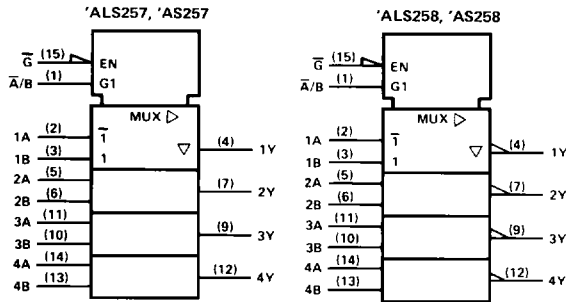 'ALS257, 'AS257
G̅ (15) EN
A̅/B (1) G1
MUX ▷
1A (2) 1̅ (4) 1Y
1B (3) 1 ▽
2A (5) (7) 2Y
2B (6)
3A (11) (9) 3Y
3B (10)
4A (14) (12) 4Y
4B (13)
'ALS258, 'AS258
G̅ (15) EN
A̅/B (1) G1
MUX ▷
1A (2) 1̅ (4) 1Y
1B (3) 1 ▽
2A (5) (7) 2Y
2B (6)
3A (11) (9) 3Y
3B (10)
4A (14) (12) 4Y
4B (13)